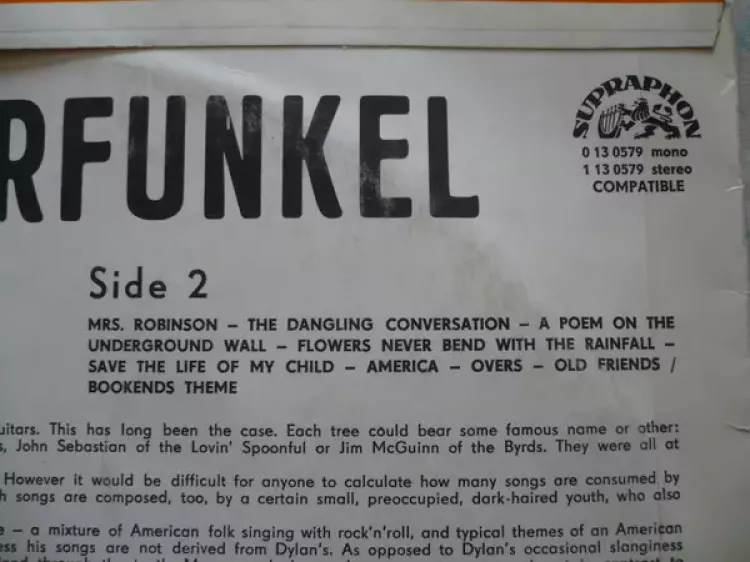 RFUNKEL
SUPRAPHON
0 13 0579 mono
1 13 0579 stereo
COMPATIBLE
Side 2
MRS. ROBINSON – THE DANGLING CONVERSATION – A POEM ON THE
UNDERGROUND WALL – FLOWERS NEVER BEND WITH THE RAINFALL –
SAVE THE LIFE OF MY CHILD – AMERICA – OVERS – OLD FRIENDS /
BOOKENDS THEME
uitars. This has long been the case. Each tree could bear some famous name or other:
s, John Sebastian of the Lovin' Spoonful or Jim McGuinn of the Byrds. They were all at
However it would be difficult for anyone to calculate how many songs are consumed by
h songs are composed, too, by a certain small, preoccupied, dark-haired youth, who also
e – a mixture of American folk singing with rock'n'roll, and typical themes of an American
ess his songs are not derived from Dylan's. As opposed to Dylan's occasional slanginess